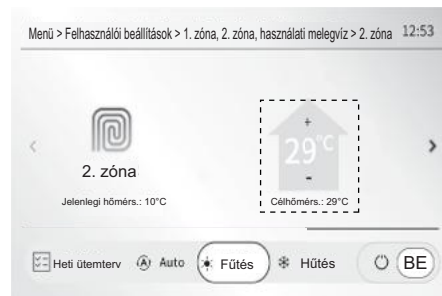 Menü > Felhasználói beállítások > 1. zóna, 2. zóna, használati melegvíz > 2. zóna 12:53
+
29°C
-
2. zóna
Jelenlegi hőmérs.: 10°C
Célhőmérs.: 29°C
Heti ütemterv A Auto Fűtés Hűtés BE